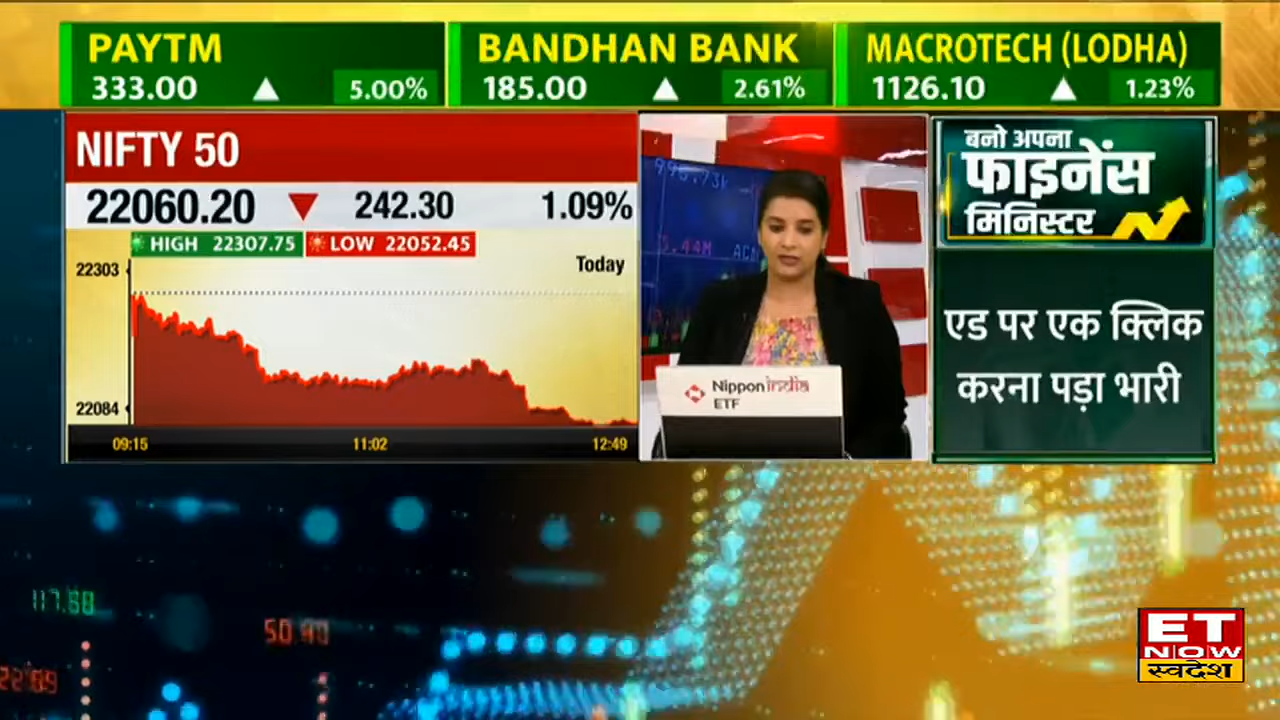 PAYTM
333.00 ▲ 5.00%
BANDHAN BANK
185.00 ▲ 2.61%
MACROTECH (LODHA)
1126.10 ▲ 1.23%
NIFTY 50
22060.20 ▼ 242.30 1.09%
HIGH 22307.75 LOW 22052.45
Today
22303
22084
09:15 11:02 12:49
Nippon india
ETF
बनो अपना
फाइनेंस
मिनिस्टर
एड पर एक क्लिक
करना पड़ा भारी
ET
NOW
स्वदेश